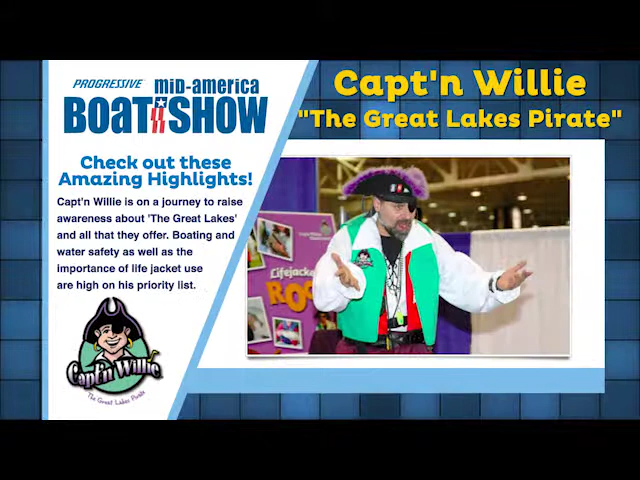 PROGRESSIVE
miD-america
BOAT SHOW
Check out these
Amazing Highlights!
Capt'n Willie is on a journey to raise
awareness about 'The Great Lakes'
and all that they offer. Boating and
water safety as well as the
importance of life jacket use
are high on his priority list.
Capt'n Willie
The Great Lakes Pirate
Capt'n Willie
"The Great Lakes Pirate"
Lifejackets